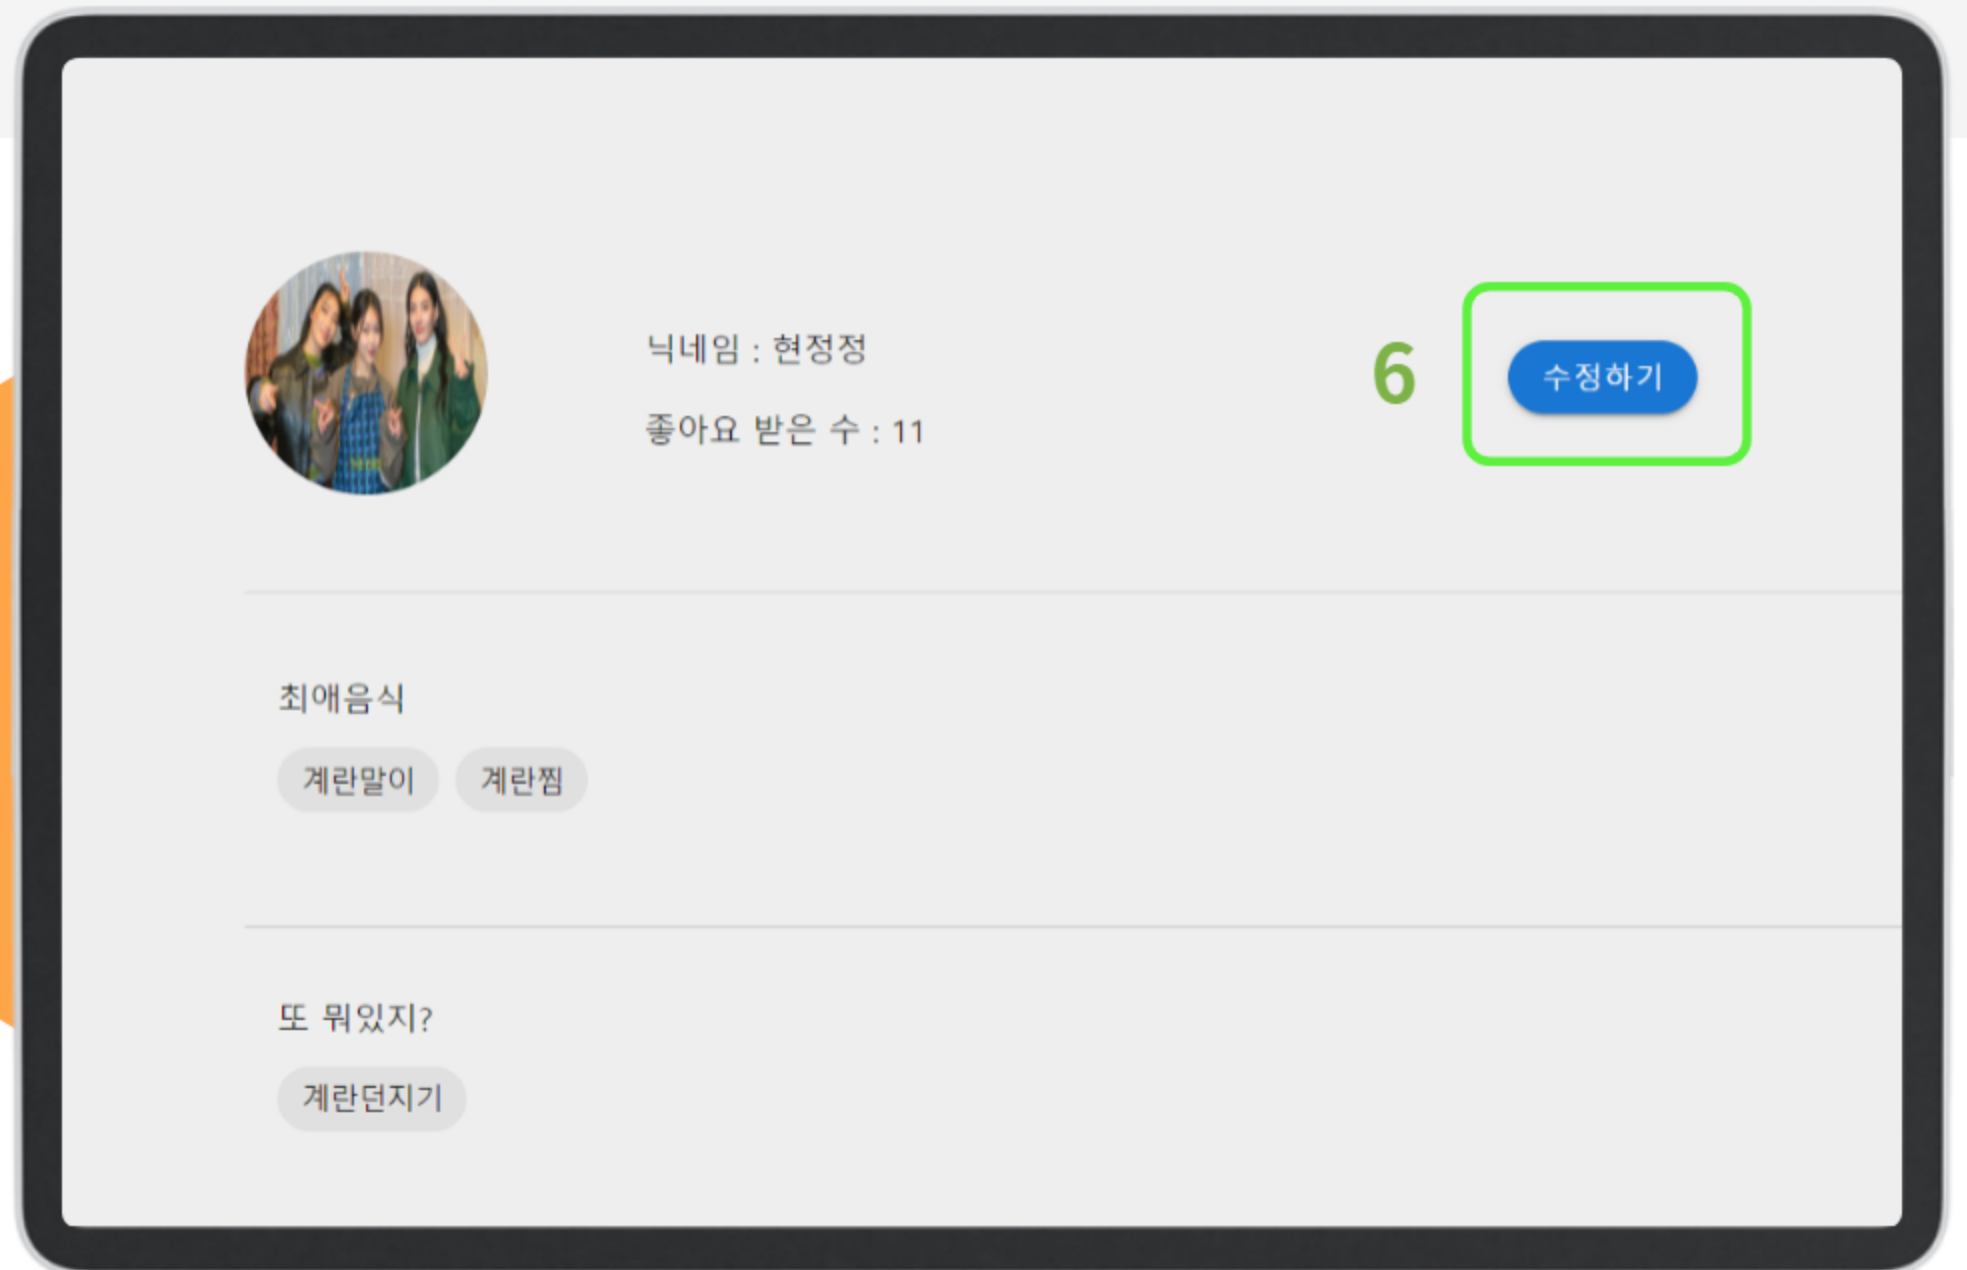 닉네임 : 현정정
좋아요 받은 수 : 11
6
수정하기
최애음식
계란말이 계란찜
또 뭐있지?
계란던지기